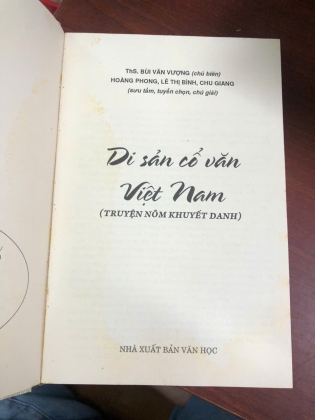 ThS. BÙI VĂN VƯỢNG (chủ biên)
HOÀNG PHONG, LÊ THỊ BÌNH, CHU GIANG
(sưu tầm, tuyển chọn, chú giải)
Di sản cổ văn
Việt Nam
(TRUYỆN NÔM KHUYẾT DANH)
NHÀ XUẤT BẢN VĂN HỌC